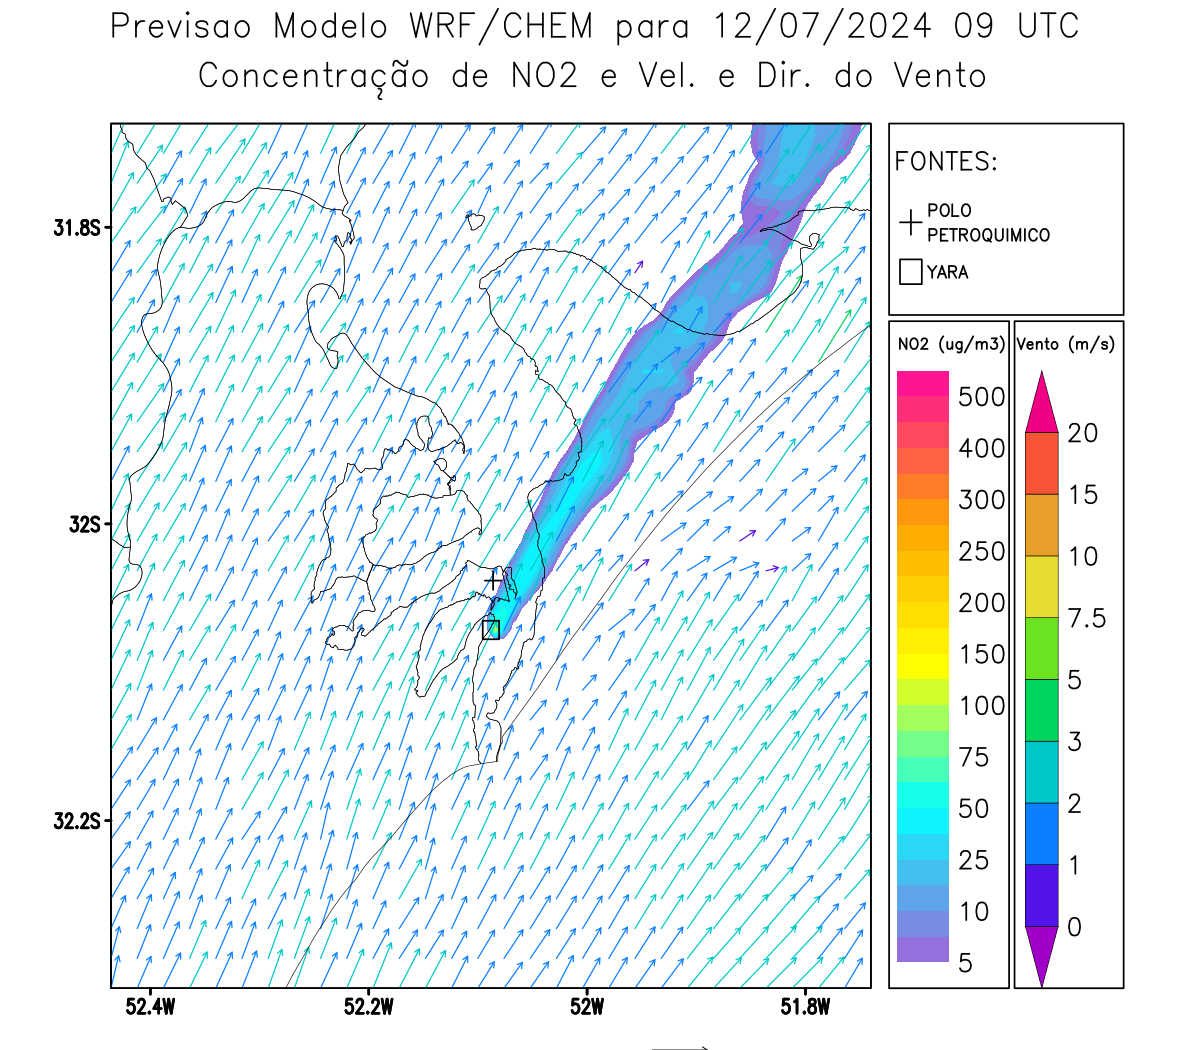 Previsao Modelo WRF/CHEM para 12/07/2024 09 UTC
Concentração de NO2 e Vel. e Dir. do Vento
FONTES:
POLO
PETROQUIMICO
YARA
31.8S
32S
32.2S
52.4W
52.2W
52W
51.8W
NO2 (ug/m3)
500
400
300
250
200
150
100
75
50
25
10
5
Vento (m/s)
20
15
10
7.5
5
3
2
1
0